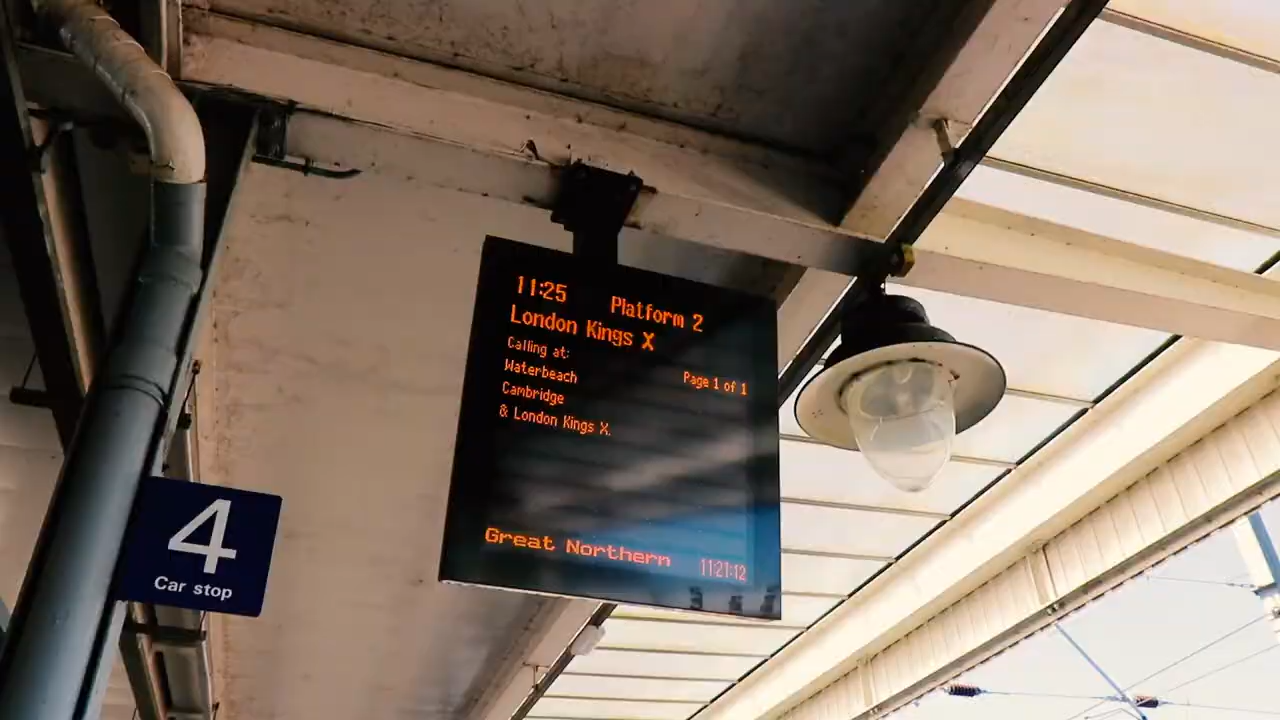 11:25 Platform 2
London Kings X
Calling at:
Page 1 of 1
Waterbeach
Cambridge
& London Kings X.
Great Northern 11:21:12
4
Car stop